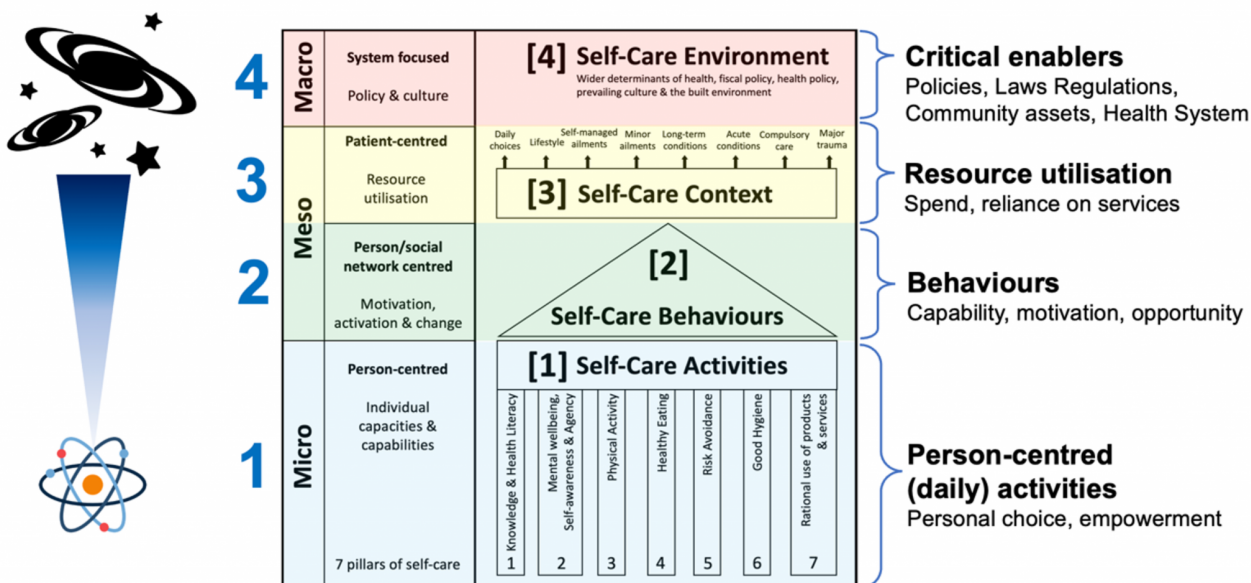 4
Macro
System focused
Policy & culture
[4] Self-Care Environment
Wider determinants of health, fiscal policy, health policy,
prevailing culture & the built environment
Critical enablers
Policies, Laws Regulations,
Community assets, Health System
3
Meso
Patient-centred
Resource
utilisation
Daily
choices
Lifestyle
Self-managed
ailments
Minor
ailments
Long-term
conditions
Acute
conditions
Compulsory
care
Major
trauma
[3] Self-Care Context
Resource utilisation
Spend, reliance on services
2
Person/social
network centred
Motivation,
activation & change
[2]
Self-Care Behaviours
Behaviours
Capability, motivation, opportunity
1
Micro
Person-centred
Individual
capacities &
capabilities
7 pillars of self-care
[1] Self-Care Activities
Knowledge & Health Literacy
1
Mental wellbeing,
Self-awareness & Agency
2
Physical Activity
3
Healthy Eating
4
Risk Avoidance
5
Good Hygiene
6
Rational use of products
& services
7
Person-centred
(daily) activities
Personal choice, empowerment